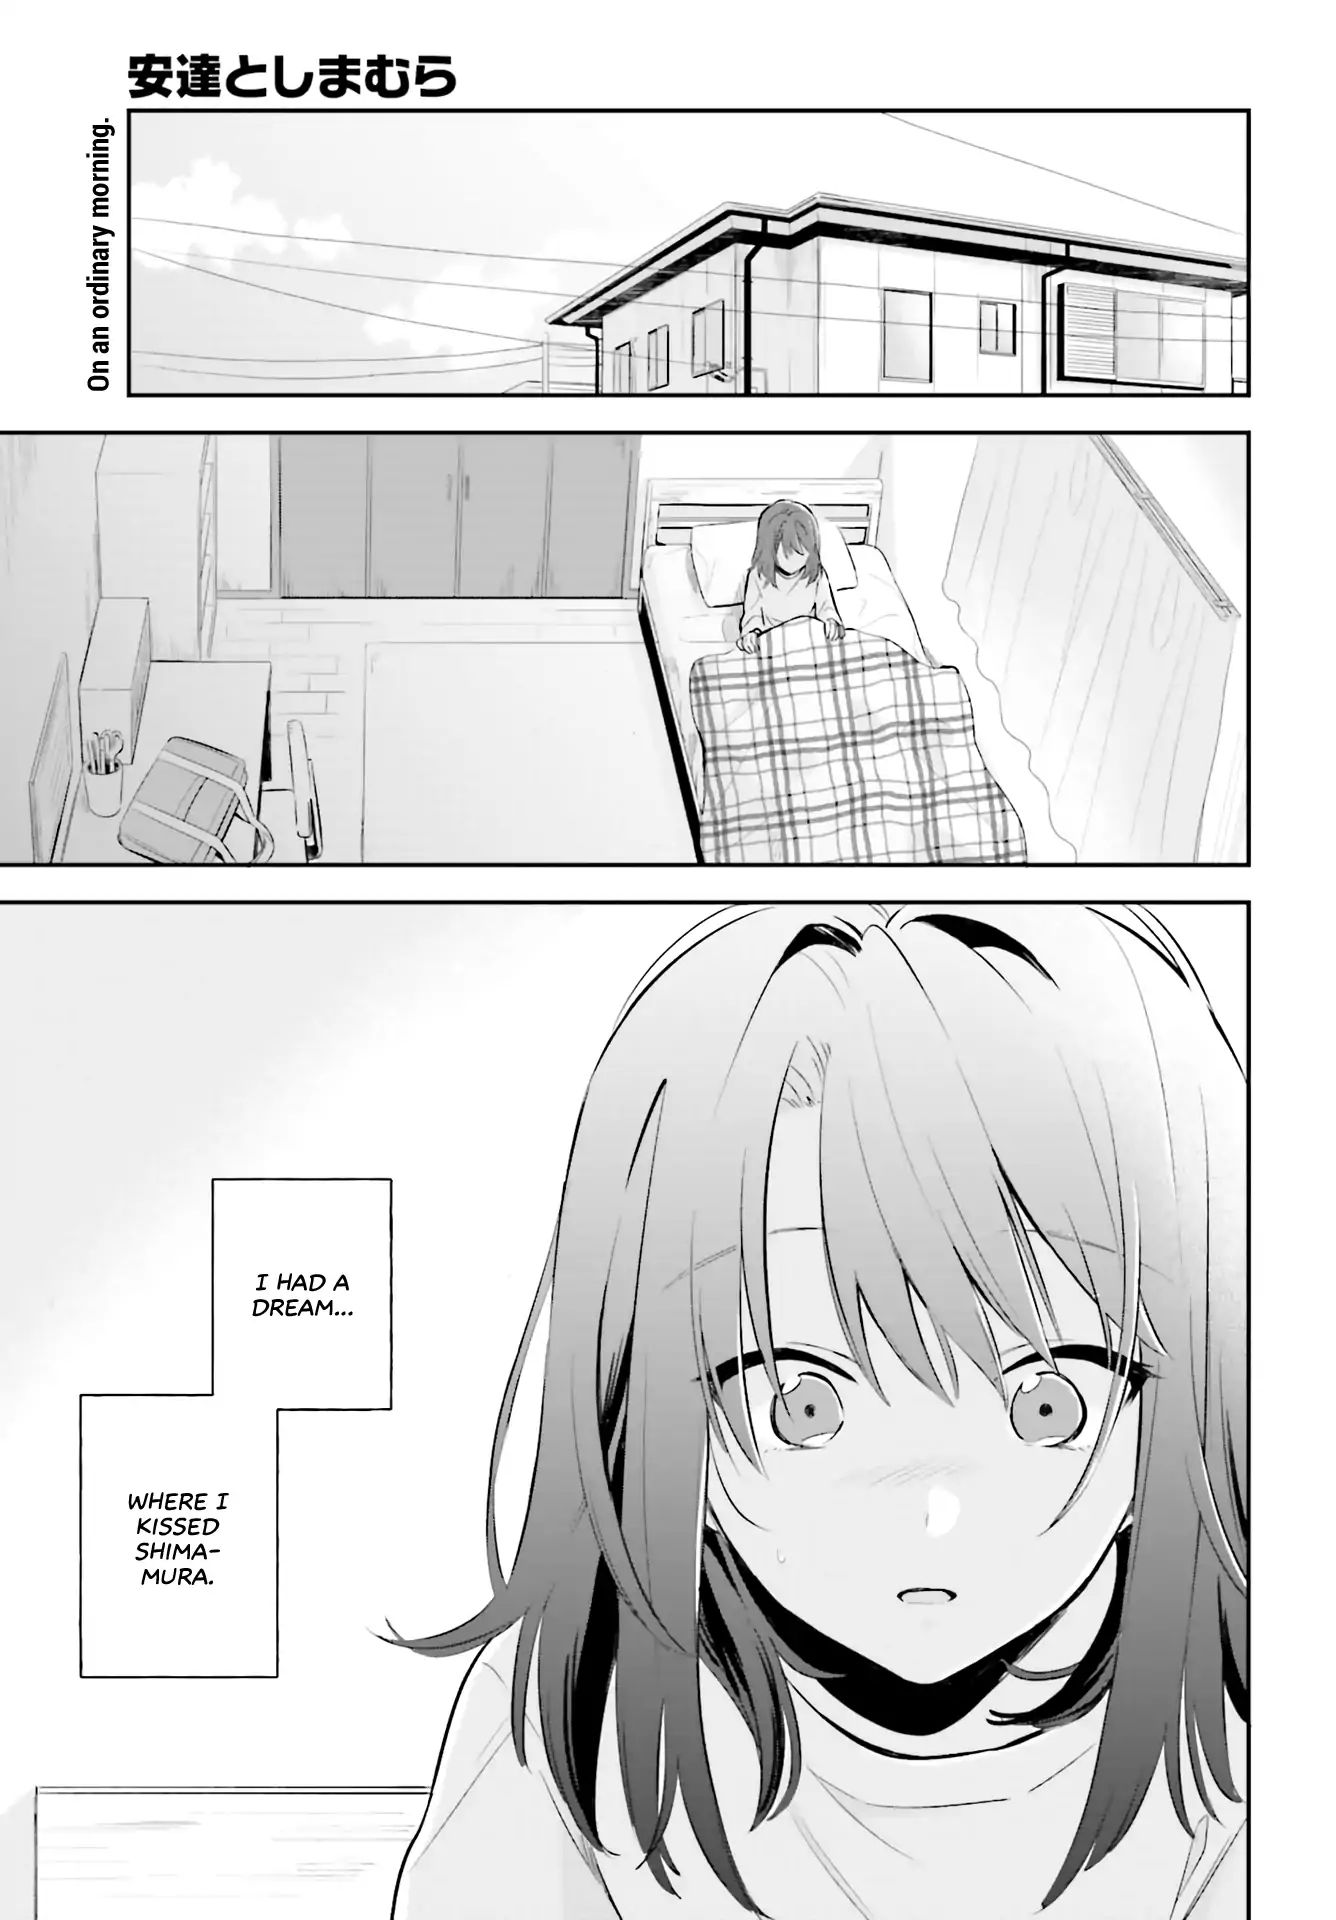 安達としまむら
On an ordinary morning.
I HAD A
DREAM...
WHERE I
KISSED
SHIMA-
MURA.